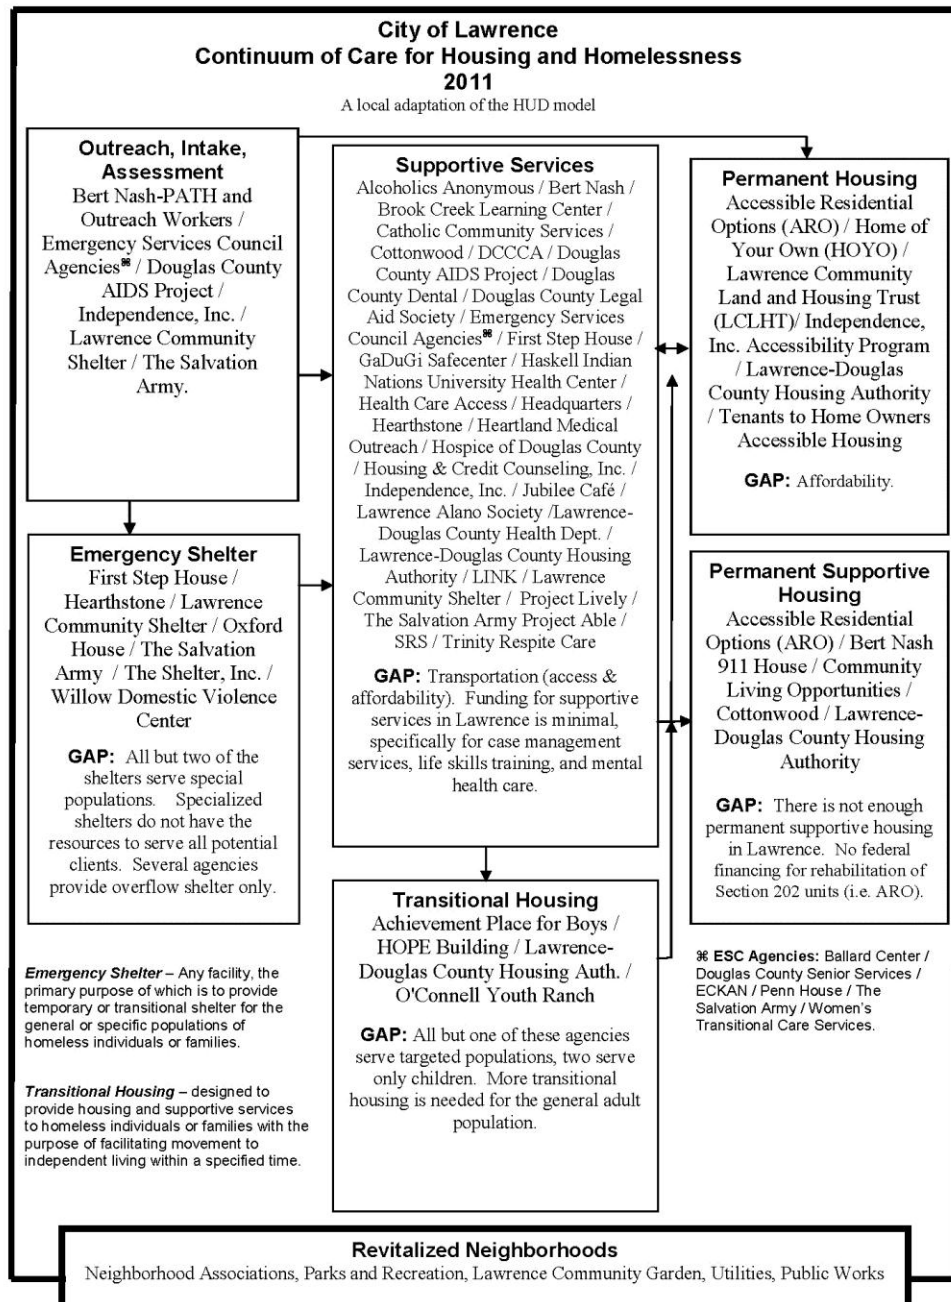 City of Lawrence
Continuum of Care for Housing and Homelessness
2011
A local adaptation of the HUD model
Outreach, Intake,
Assessment
Bert Nash-PATH and
Outreach Workers /
Emergency Services Council
Agencies⌘ / Douglas County
AIDS Project /
Independence, Inc. /
Lawrence Community
Shelter / The Salvation
Army.
Emergency Shelter
First Step House /
Hearthstone / Lawrence
Community Shelter / Oxford
House / The Salvation
Army / The Shelter, Inc. /
Willow Domestic Violence
Center
GAP: All but two of the
shelters serve special
populations. Specialized
shelters do not have the
resources to serve all potential
clients. Several agencies
provide overflow shelter only.
Emergency Shelter – Any facility, the
primary purpose of which is to provide
temporary or transitional shelter for the
general or specific populations of
homeless individuals or families.
Transitional Housing – designed to
provide housing and supportive services
to homeless individuals or families with the
purpose of facilitating movement to
independent living within a specified time.
Supportive Services
Alcoholics Anonymous / Bert Nash /
Brook Creek Learning Center /
Catholic Community Services /
Cottonwood / DCCCA / Douglas
County AIDS Project / Douglas
County Dental / Douglas County Legal
Aid Society / Emergency Services
Council Agencies⌘ / First Step House /
GaDuGi Safecenter / Haskell Indian
Nations University Health Center /
Health Care Access / Headquarters /
Hearthstone / Heartland Medical
Outreach / Hospice of Douglas County
/ Housing & Credit Counseling, Inc. /
Independence, Inc. / Jubilee Café /
Lawrence Alano Society /Lawrence-
Douglas County Health Dept. /
Lawrence-Douglas County Housing
Authority / LINK / Lawrence
Community Shelter / Project Lively /
The Salvation Army Project Able /
SRS / Trinity Respite Care
GAP: Transportation (access &
affordability). Funding for supportive
services in Lawrence is minimal,
specifically for case management
services, life skills training, and mental
health care.
Transitional Housing
Achievement Place for Boys /
HOPE Building / Lawrence-
Douglas County Housing Auth. /
O'Connell Youth Ranch
GAP: All but one of these agencies
serve targeted populations, two serve
only children. More transitional
housing is needed for the general adult
population.
Permanent Housing
Accessible Residential
Options (ARO) / Home of
Your Own (HOYO) /
Lawrence Community
Land and Housing Trust
(LCLHT)/ Independence,
Inc. Accessibility Program
/ Lawrence-Douglas
County Housing Authority
/ Tenants to Home Owners
Accessible Housing
GAP: Affordability.
Permanent Supportive
Housing
Accessible Residential
Options (ARO) / Bert Nash
911 House / Community
Living Opportunities /
Cottonwood / Lawrence-
Douglas County Housing
Authority
GAP: There is not enough
permanent supportive housing
in Lawrence. No federal
financing for rehabilitation of
Section 202 units (i.e. ARO).
⌘ ESC Agencies: Ballard Center /
Douglas County Senior Services /
ECKAN / Penn House / The
Salvation Army / Women's
Transitional Care Services.
Revitalized Neighborhoods
Neighborhood Associations, Parks and Recreation, Lawrence Community Garden, Utilities, Public Works